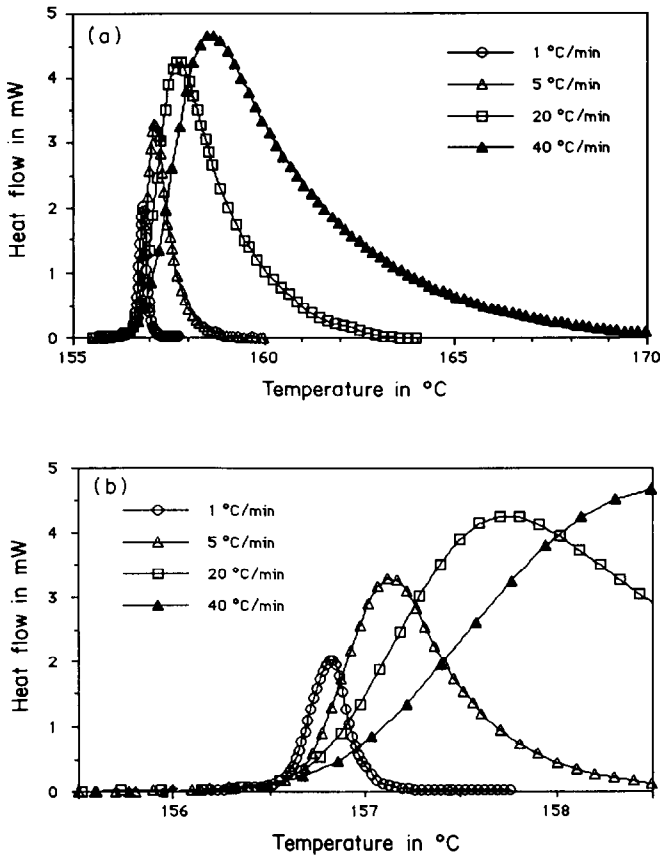 (a)
1 °C/min
5 °C/min
20 °C/min
40 °C/min
Heat flow in mW
5
4
3
2
1
0
155
160
165
170
Temperature in °C
(b)
1 °C/min
5 °C/min
20 °C/min
40 °C/min
Heat flow in mW
5
4
3
2
1
0
156
157
158
Temperature in °C